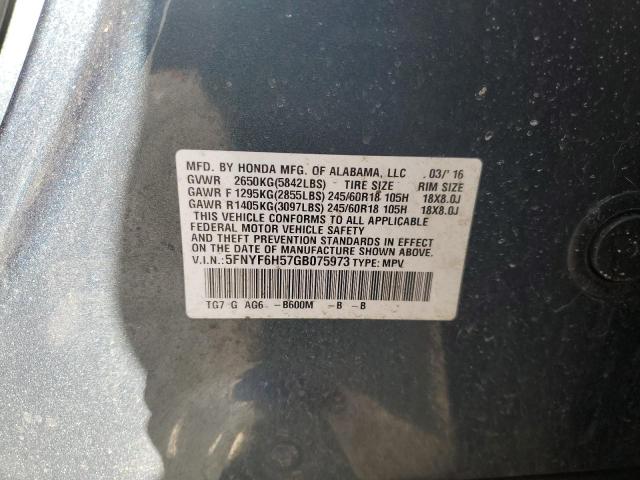 MFD. BY HONDA MFG. OF ALABAMA, LLC 03/'16
GVWR 2650KG(5842LBS) TIRE SIZE RIM SIZE
GAWR F 1295KG(2855LBS) 245/60R18 105H 18X8.0J
GAWR R1405KG(3097LBS) 245/60R18 105H 18X8.0J
THIS VEHICLE CONFORMS TO ALL APPLICABLE
FEDERAL MOTOR VEHICLE SAFETY
AND THEFT PREVENTION STANDARDS IN EFFECT
ON THE DATE OF MANUFACTURE SHOWN ABOVE.
V.I.N.: 5FNYF6H57GB075973 TYPE: MPV
TG7 G AG6 -B600M -B -B